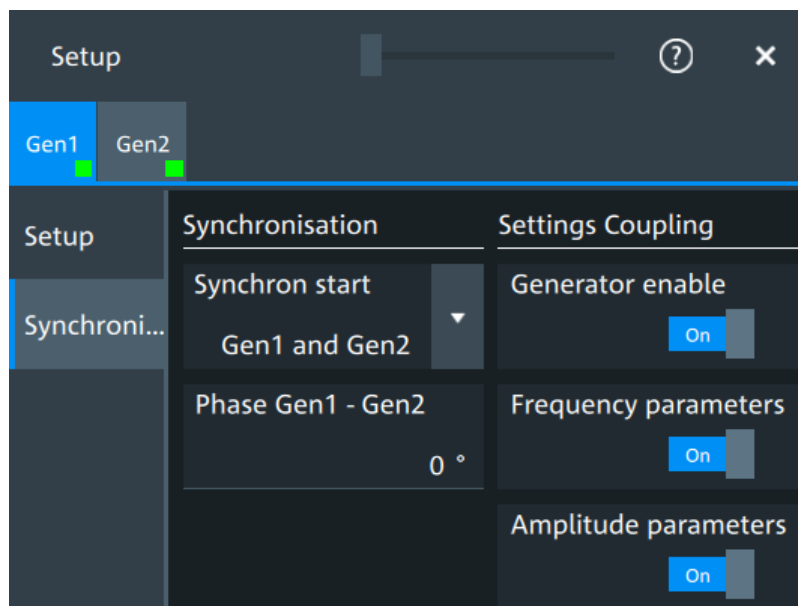 Setup
?
Gen1
Gen2
Setup
Synchroni...
Synchronisation
Synchron start
Gen1 and Gen2
Phase Gen1 - Gen2
0 °
Settings Coupling
Generator enable
On
Frequency parameters
On
Amplitude parameters
On